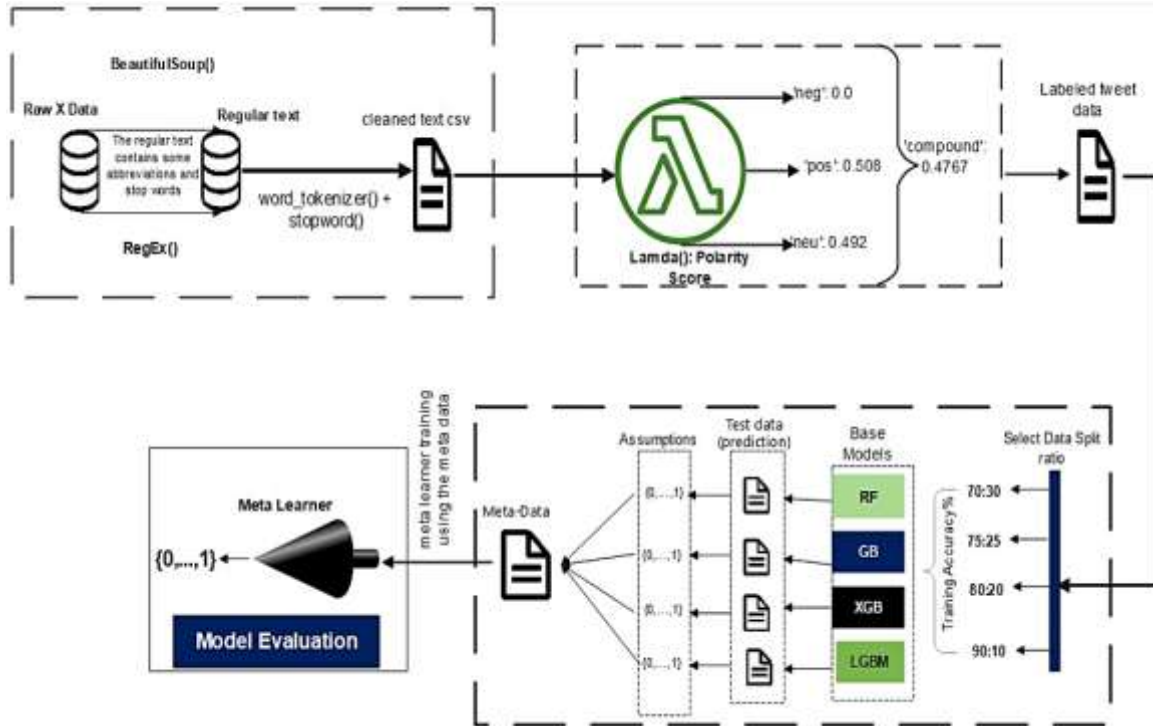 BeautifulSoup()
Raw X Data
Regular text
The regular text
contains some
abbreviations and
stop words
RegEx()
word_tokenizer() +
stopword()
cleaned text csv
Lamda(): Polarity
Score
'neg': 0.0
'pos': 0.508
'neu': 0.492
'compound':
0.4767
Labeled tweet
data
Select Data Split
ratio
70:30
75:25
80:20
90:10
Training Accuracy%
Base
Models
RF
GB
XGB
LGBM
Test data
(prediction)
Assumptions
{0,...,1}
{0,...,1}
{0,...,1}
{0,...,1}
Meta-Data
meta learner training
using the meta data
Meta Learner
{0,...,1}
Model Evaluation